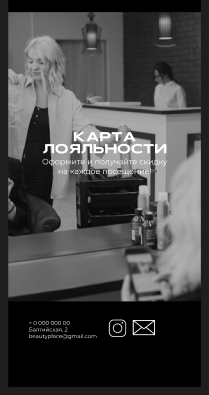 КАРТА
ЛОЯЛЬНОСТИ
Оформите и получайте скидку
на каждое посещение!
+ 0 000 000 00
Балтийская, 2
beautyplace@gmail.com